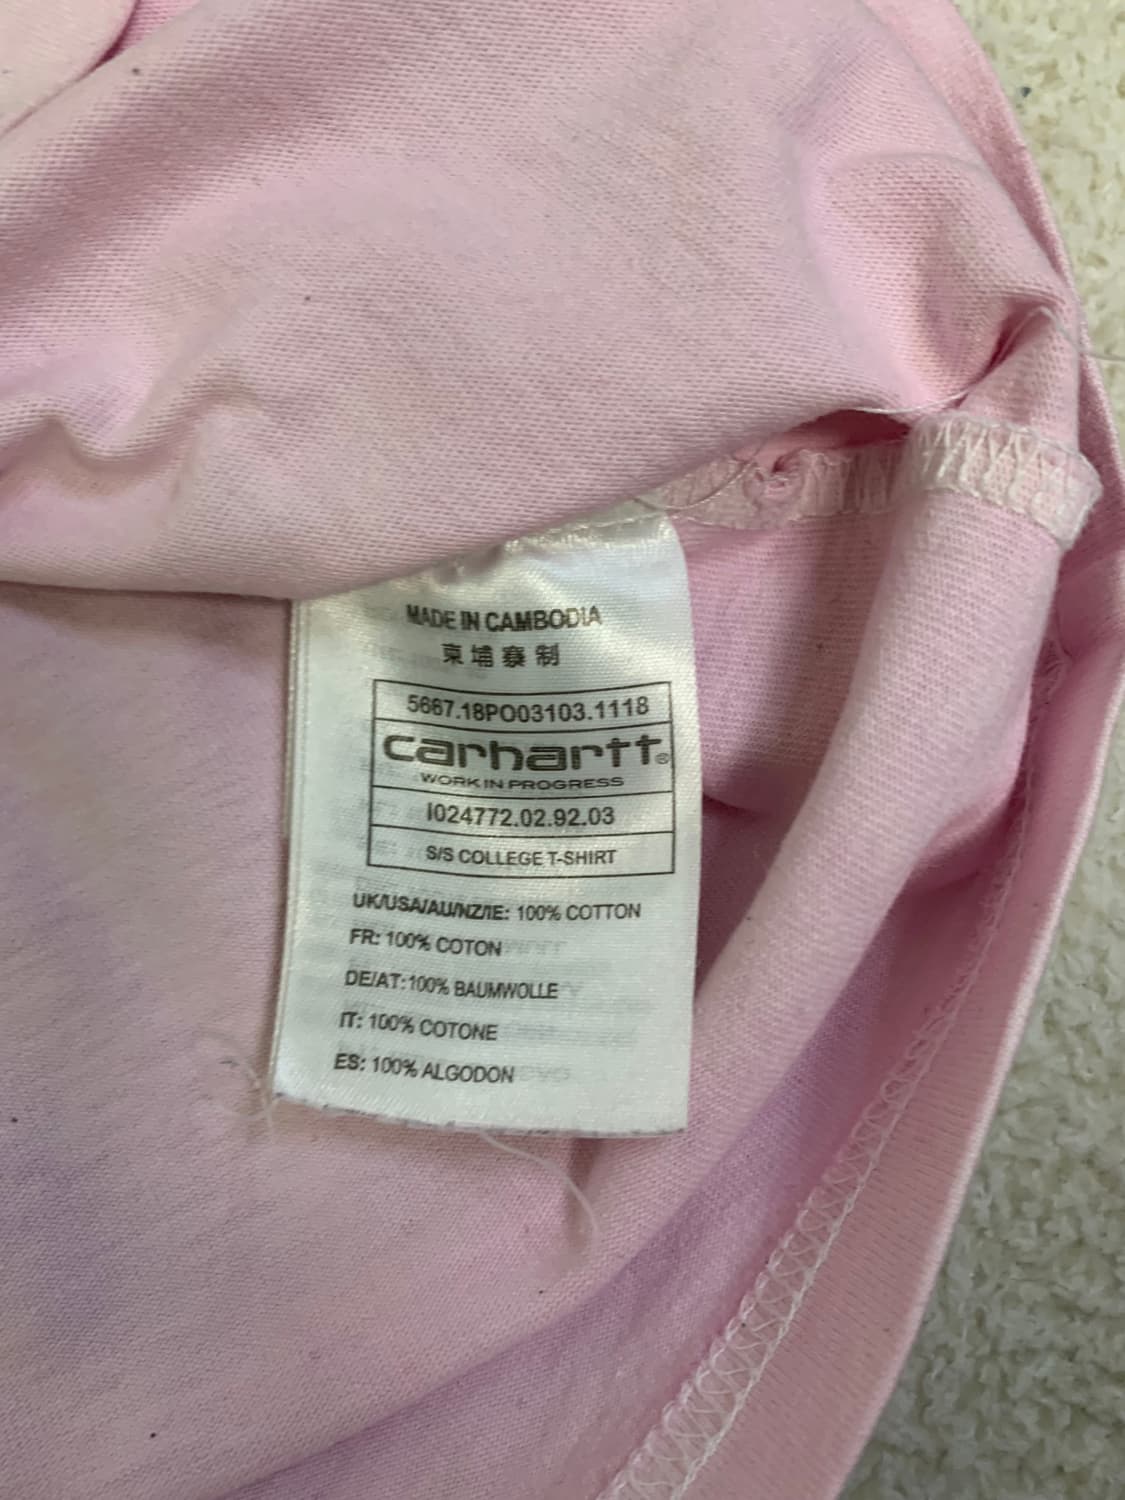 MADE IN CAMBODIA
柬埔寨制
5667.18PO03103.1118
carhartt®
WORK IN PROGRESS
I024772.02.92.03
S/S COLLEGE T-SHIRT
UK/USA/AU/NZ/IE: 100% COTTON
FR: 100% COTON
DE/AT:100% BAUMWOLLE
IT: 100% COTONE
ES: 100% ALGODON